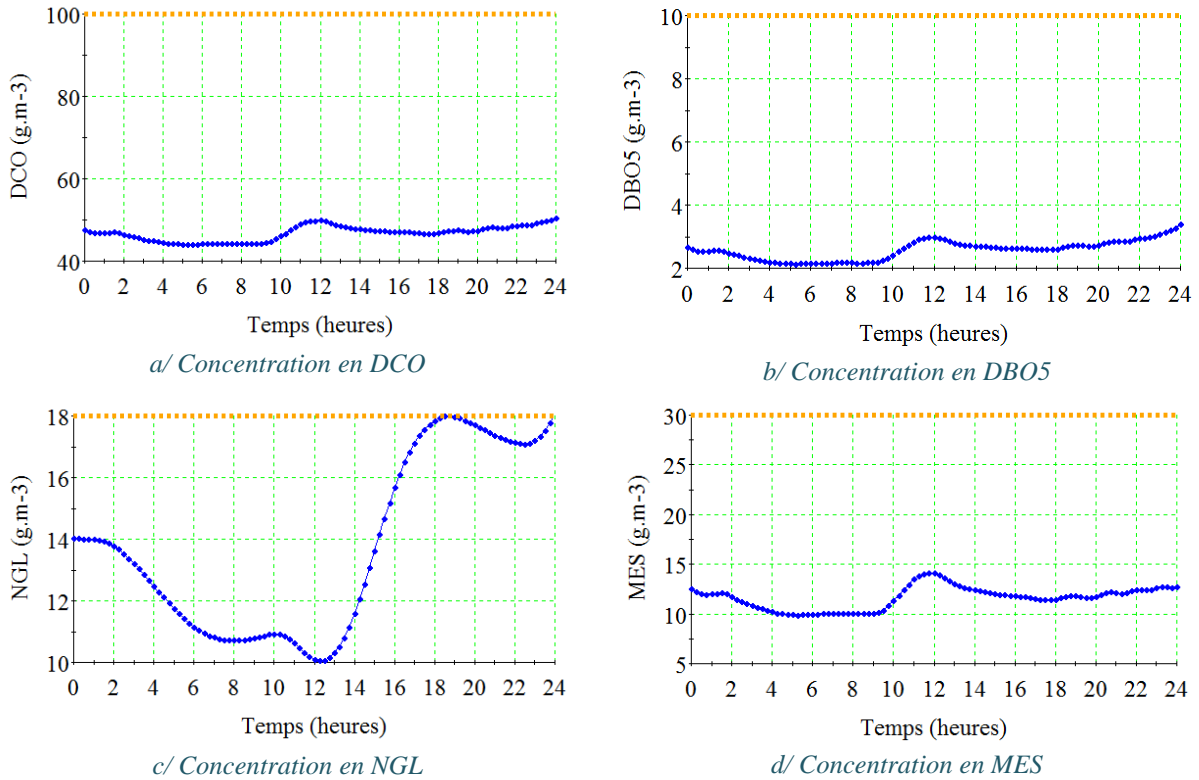 100
80
60
40
DCO (g.m-3)
0 2 4 6 8 10 12 14 16 18 20 22 24
Temps (heures)
a/ Concentration en DCO
10
8
6
4
2
DBO5 (g.m-3)
0 2 4 6 8 10 12 14 16 18 20 22 24
Temps (heures)
b/ Concentration en DBO5
18
16
14
12
10
NGL (g.m-3)
0 2 4 6 8 10 12 14 16 18 20 22 24
Temps (heures)
c/ Concentration en NGL
30
25
20
15
10
5
MES (g.m-3)
0 2 4 6 8 10 12 14 16 18 20 22 24
Temps (heures)
d/ Concentration en MES